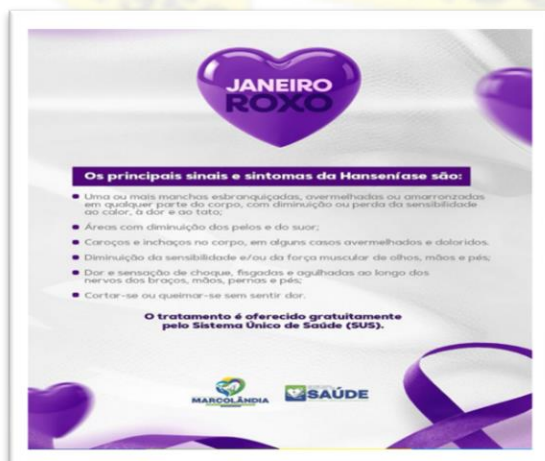 JANEIRO
ROXO
Os principais sinais e sintomas da Hanseníase são:
Uma ou mais manchas esbranquiçadas, avermelhadas ou amarronzadas
em qualquer parte do corpo, com diminuição ou perda da sensibilidade
ao calor, à dor e ao tato;
Áreas com diminuição dos pelos e do suor;
Caroços e inchaços no corpo, em alguns casos avermelhados e doloridos.
Diminuição da sensibilidade e/ou da força muscular de olhos, mãos e pés;
Dor e sensação de choque, fisgadas e agulhadas ao longo dos
nervos dos braços, mãos, pernas e pés;
Cortar-se ou queimar-se sem sentir dor.
O tratamento é oferecido gratuitamente
pelo Sistema Único de Saúde (SUS).
MARCOLÂNDIA
SAÚDE